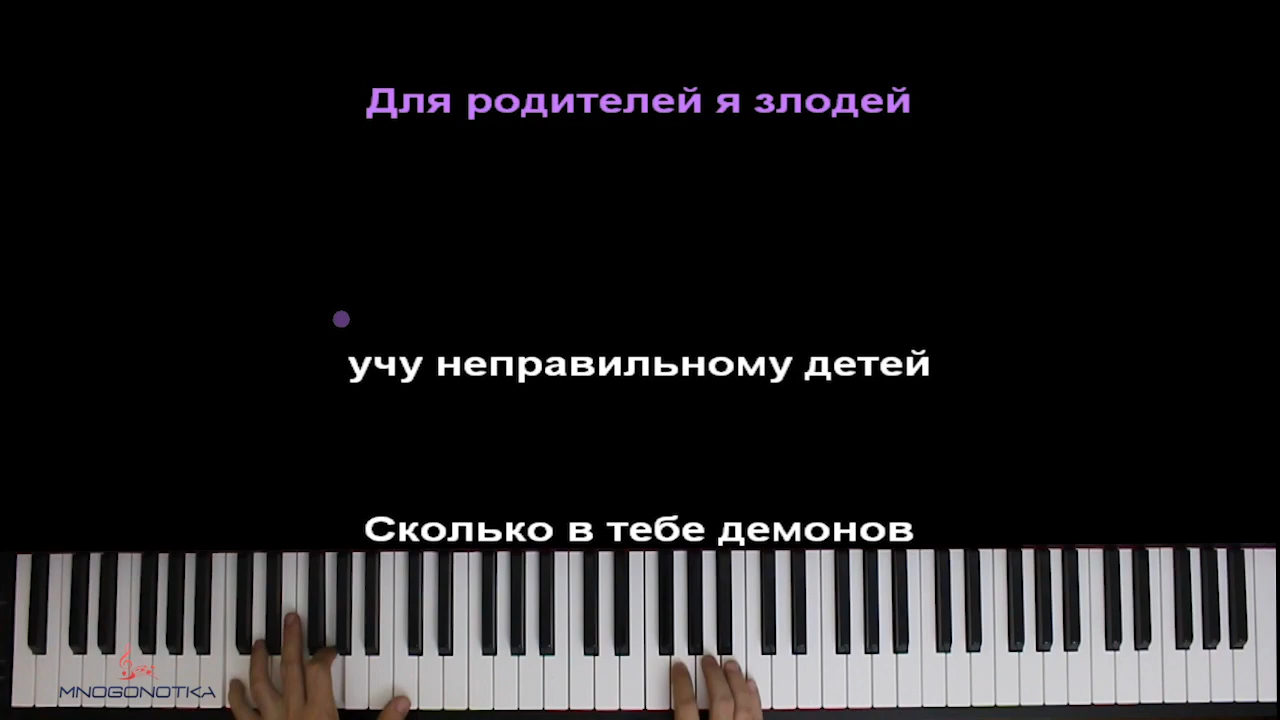 Для родителей я злодей
учу неправильному детей
Сколько в тебе демонов
MNOGONOTKA